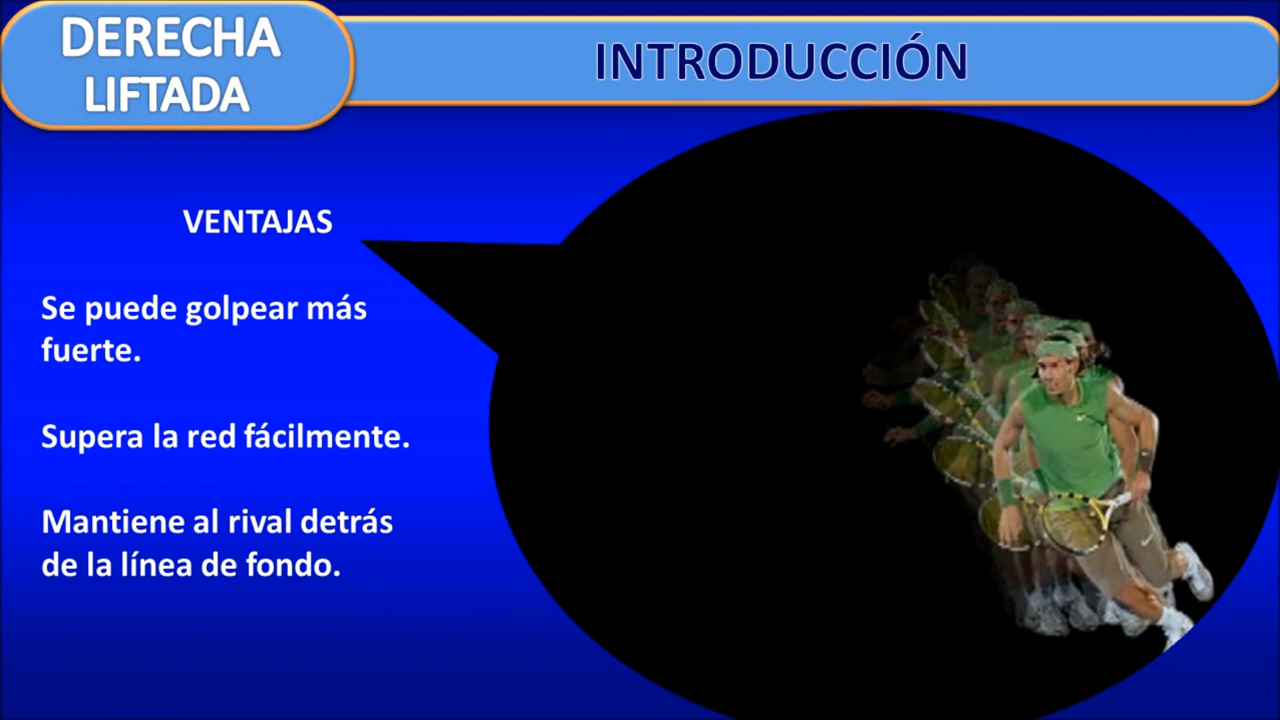 DERECHA
LIFTADA
INTRODUCCIÓN
VENTAJAS
Se puede golpear más
fuerte.
Supera la red fácilmente.
Mantiene al rival detrás
de la línea de fondo.